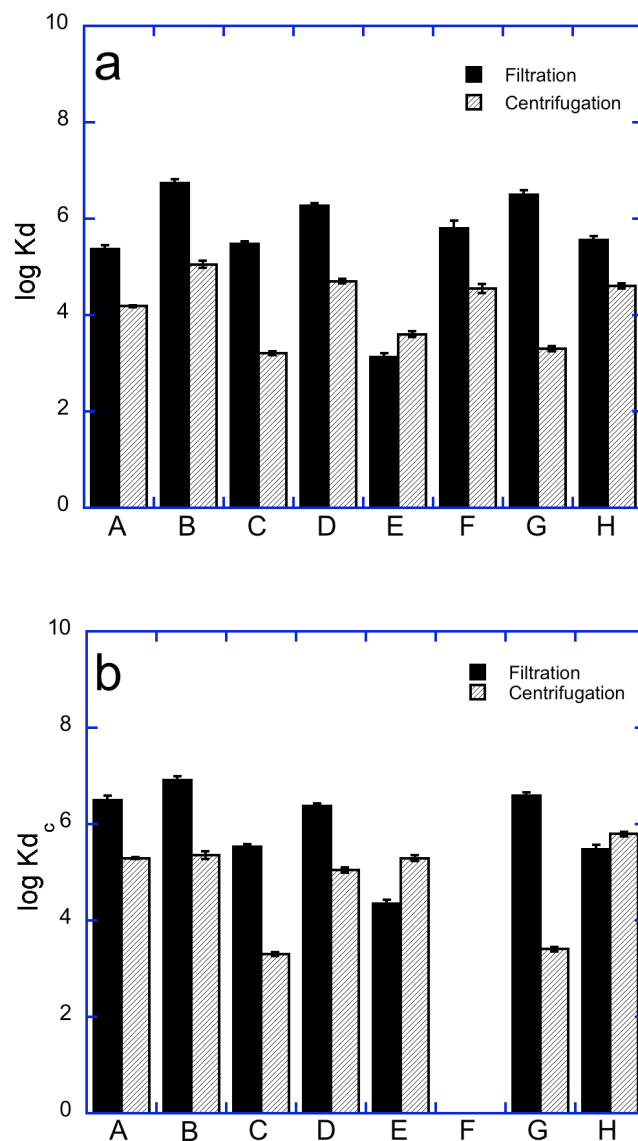 10
a
Filtration
Centrifugation
8
6
log Kd
4
2
0
A B C D E F G H
10
b
Filtration
Centrifugation
8
6
log Kd c
4
2
0
A B C D E F G H